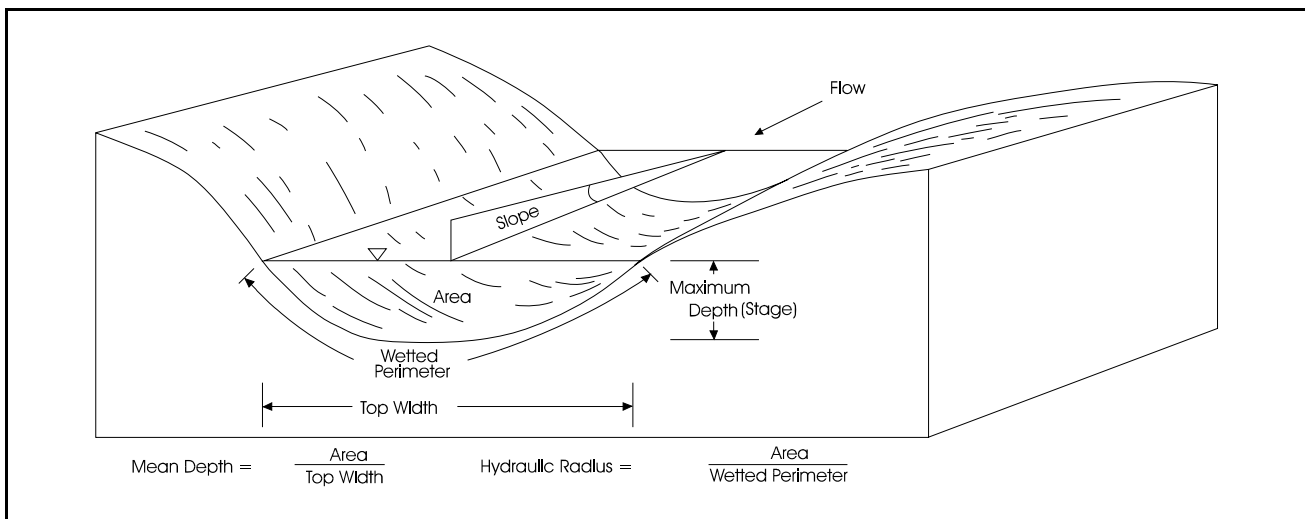 Flow
Slope
Area
Maximum
Depth (Stage)
Wetted
Perimeter
Top Width
Mean Depth = Area
Top Width
Hydraulic Radius = Area
Wetted Perimeter